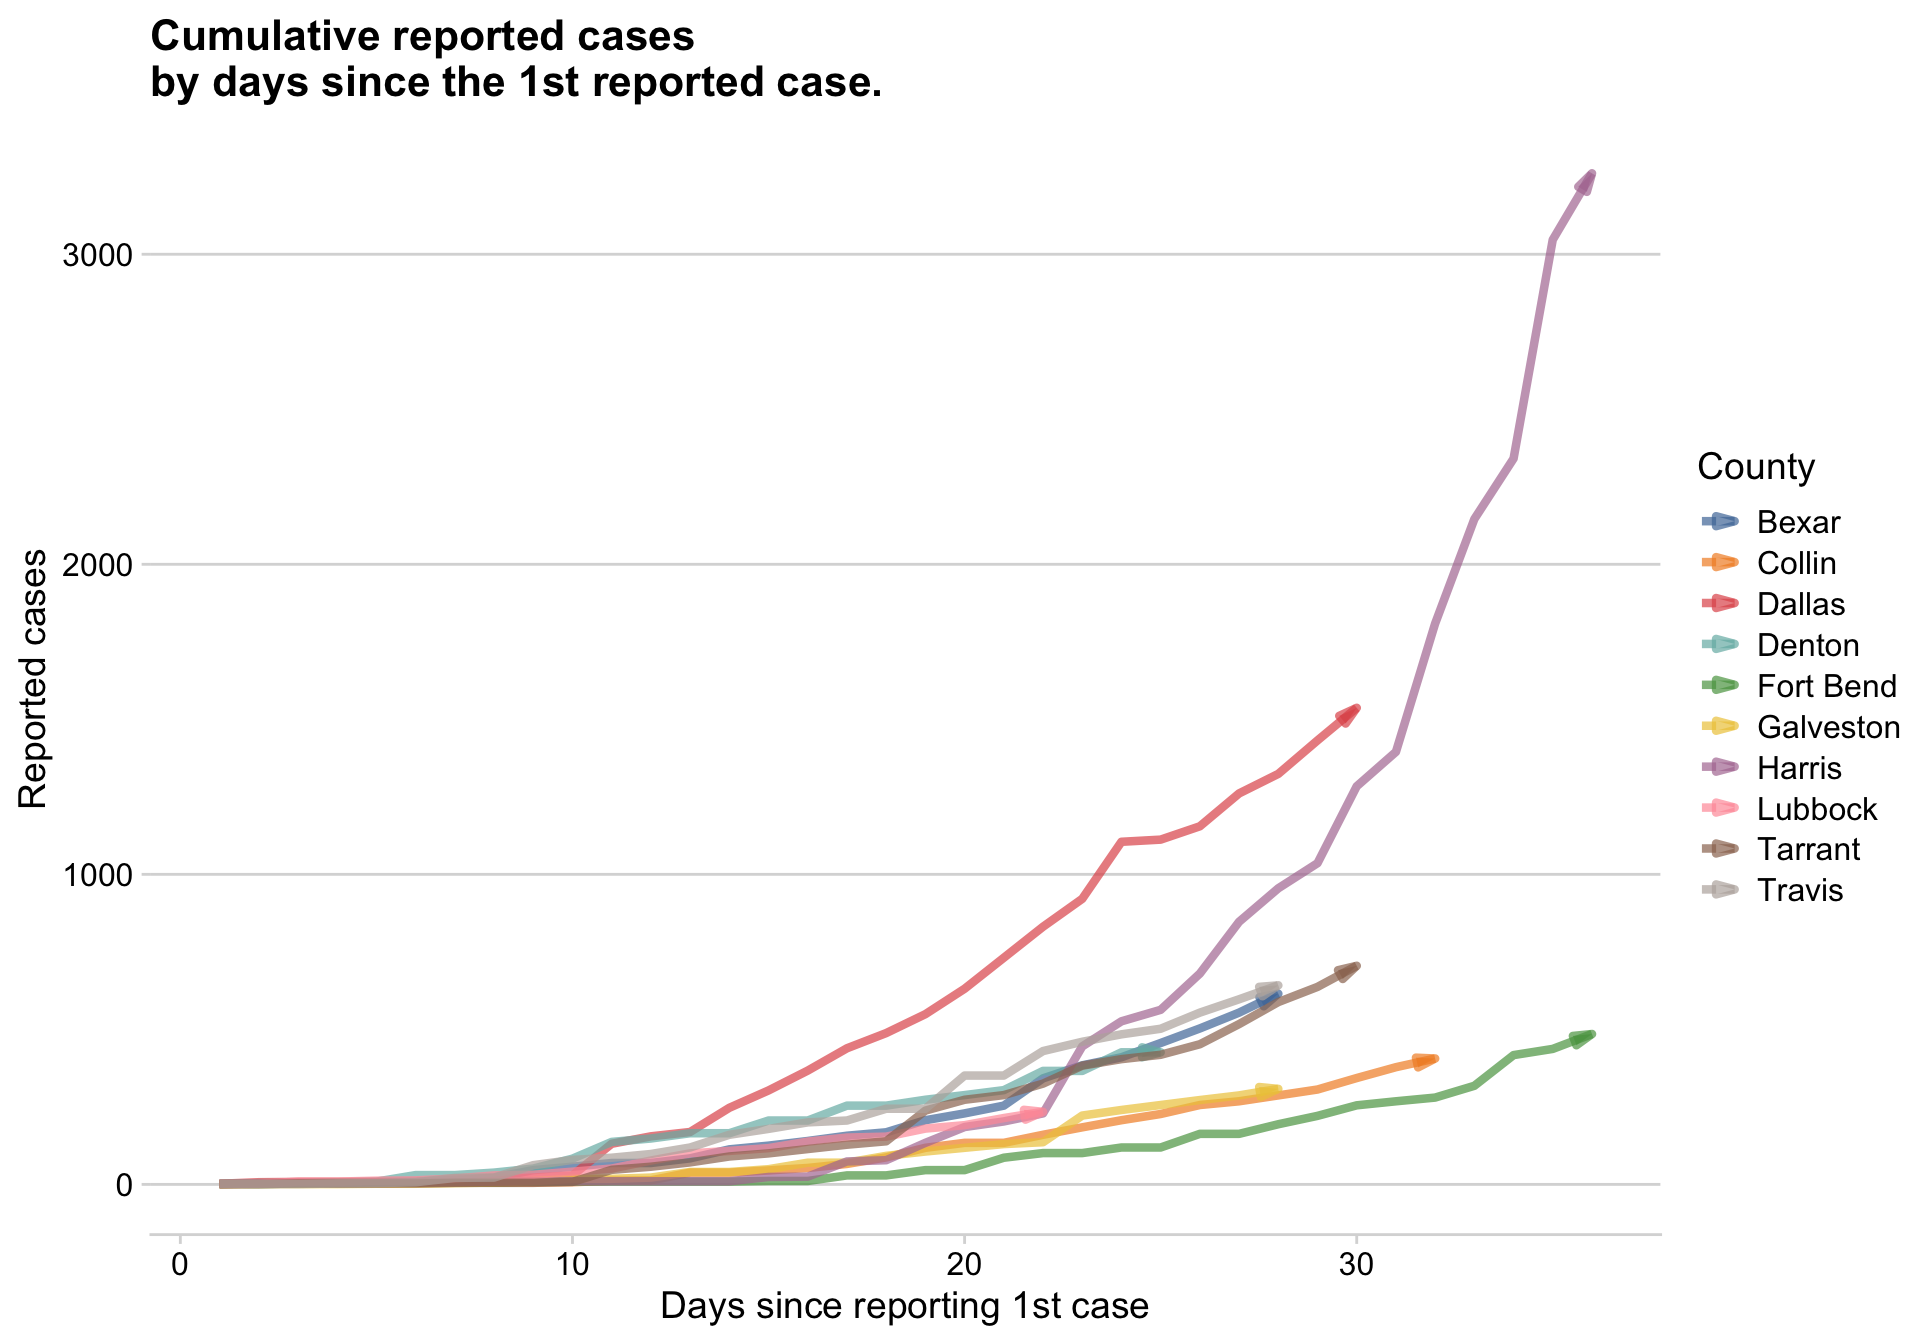 Cumulative reported cases
by days since the 1st reported case.
Reported cases
3000
2000
1000
0
0 10 20 30
Days since reporting 1st case
County
Bexar
Collin
Dallas
Denton
Fort Bend
Galveston
Harris
Lubbock
Tarrant
Travis